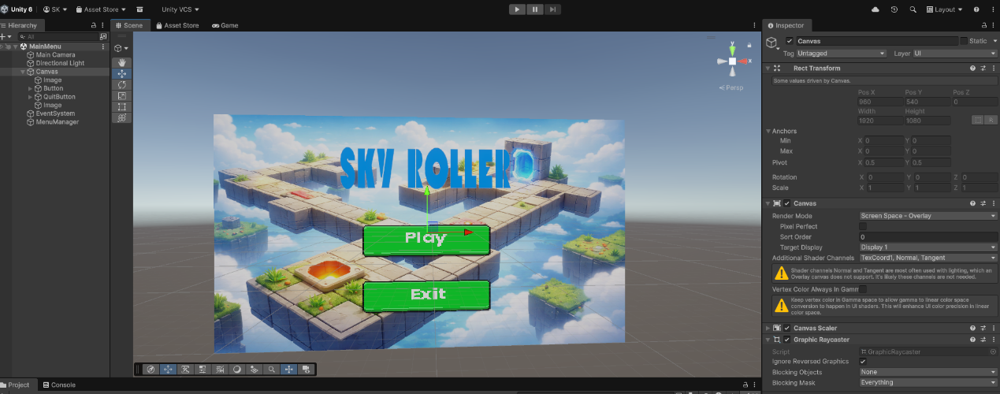 Unity 6 SK Asset Store Unity VCS Layout
Hierarchy
All
MainMenu
Main Camera
Directional Light
Canvas
Image
Button
QuitButton
Image
EventSystem
MenuManager
Scene Asset Store Game
y
x
Persp
SKY ROLLER
Play
Exit
Project Console
Inspector
Canvas Static
Tag Untagged Layer UI
Rect Transform
Some values driven by Canvas.
Pos X Pos Y Pos Z
960 540 0
Width Height
1920 1080
Anchors
Min X 0 Y 0
Max X 0 Y 0
Pivot X 0.5 Y 0.5
Rotation X 0 Y 0 Z 0
Scale X 1 Y 1 Z 1
Canvas
Render Mode Screen Space - Overlay
Pixel Perfect
Sort Order 0
Target Display Display 1
Additional Shader Channels TexCoord1, Normal, Tangent
Shader channels Normal and Tangent are most often used with lighting, which an
Overlay canvas does not support. It's likely these channels are not needed.
Vertex Color Always In Gamm
Keep vertex color in Gamma space to allow gamma to linear color space
conversion to happen in UI shaders. This will enhance UI color precision in linear
color space.
Canvas Scaler
Graphic Raycaster
Script GraphicRaycaster
Ignore Reversed Graphics
Blocking Objects None
Blocking Mask Everything